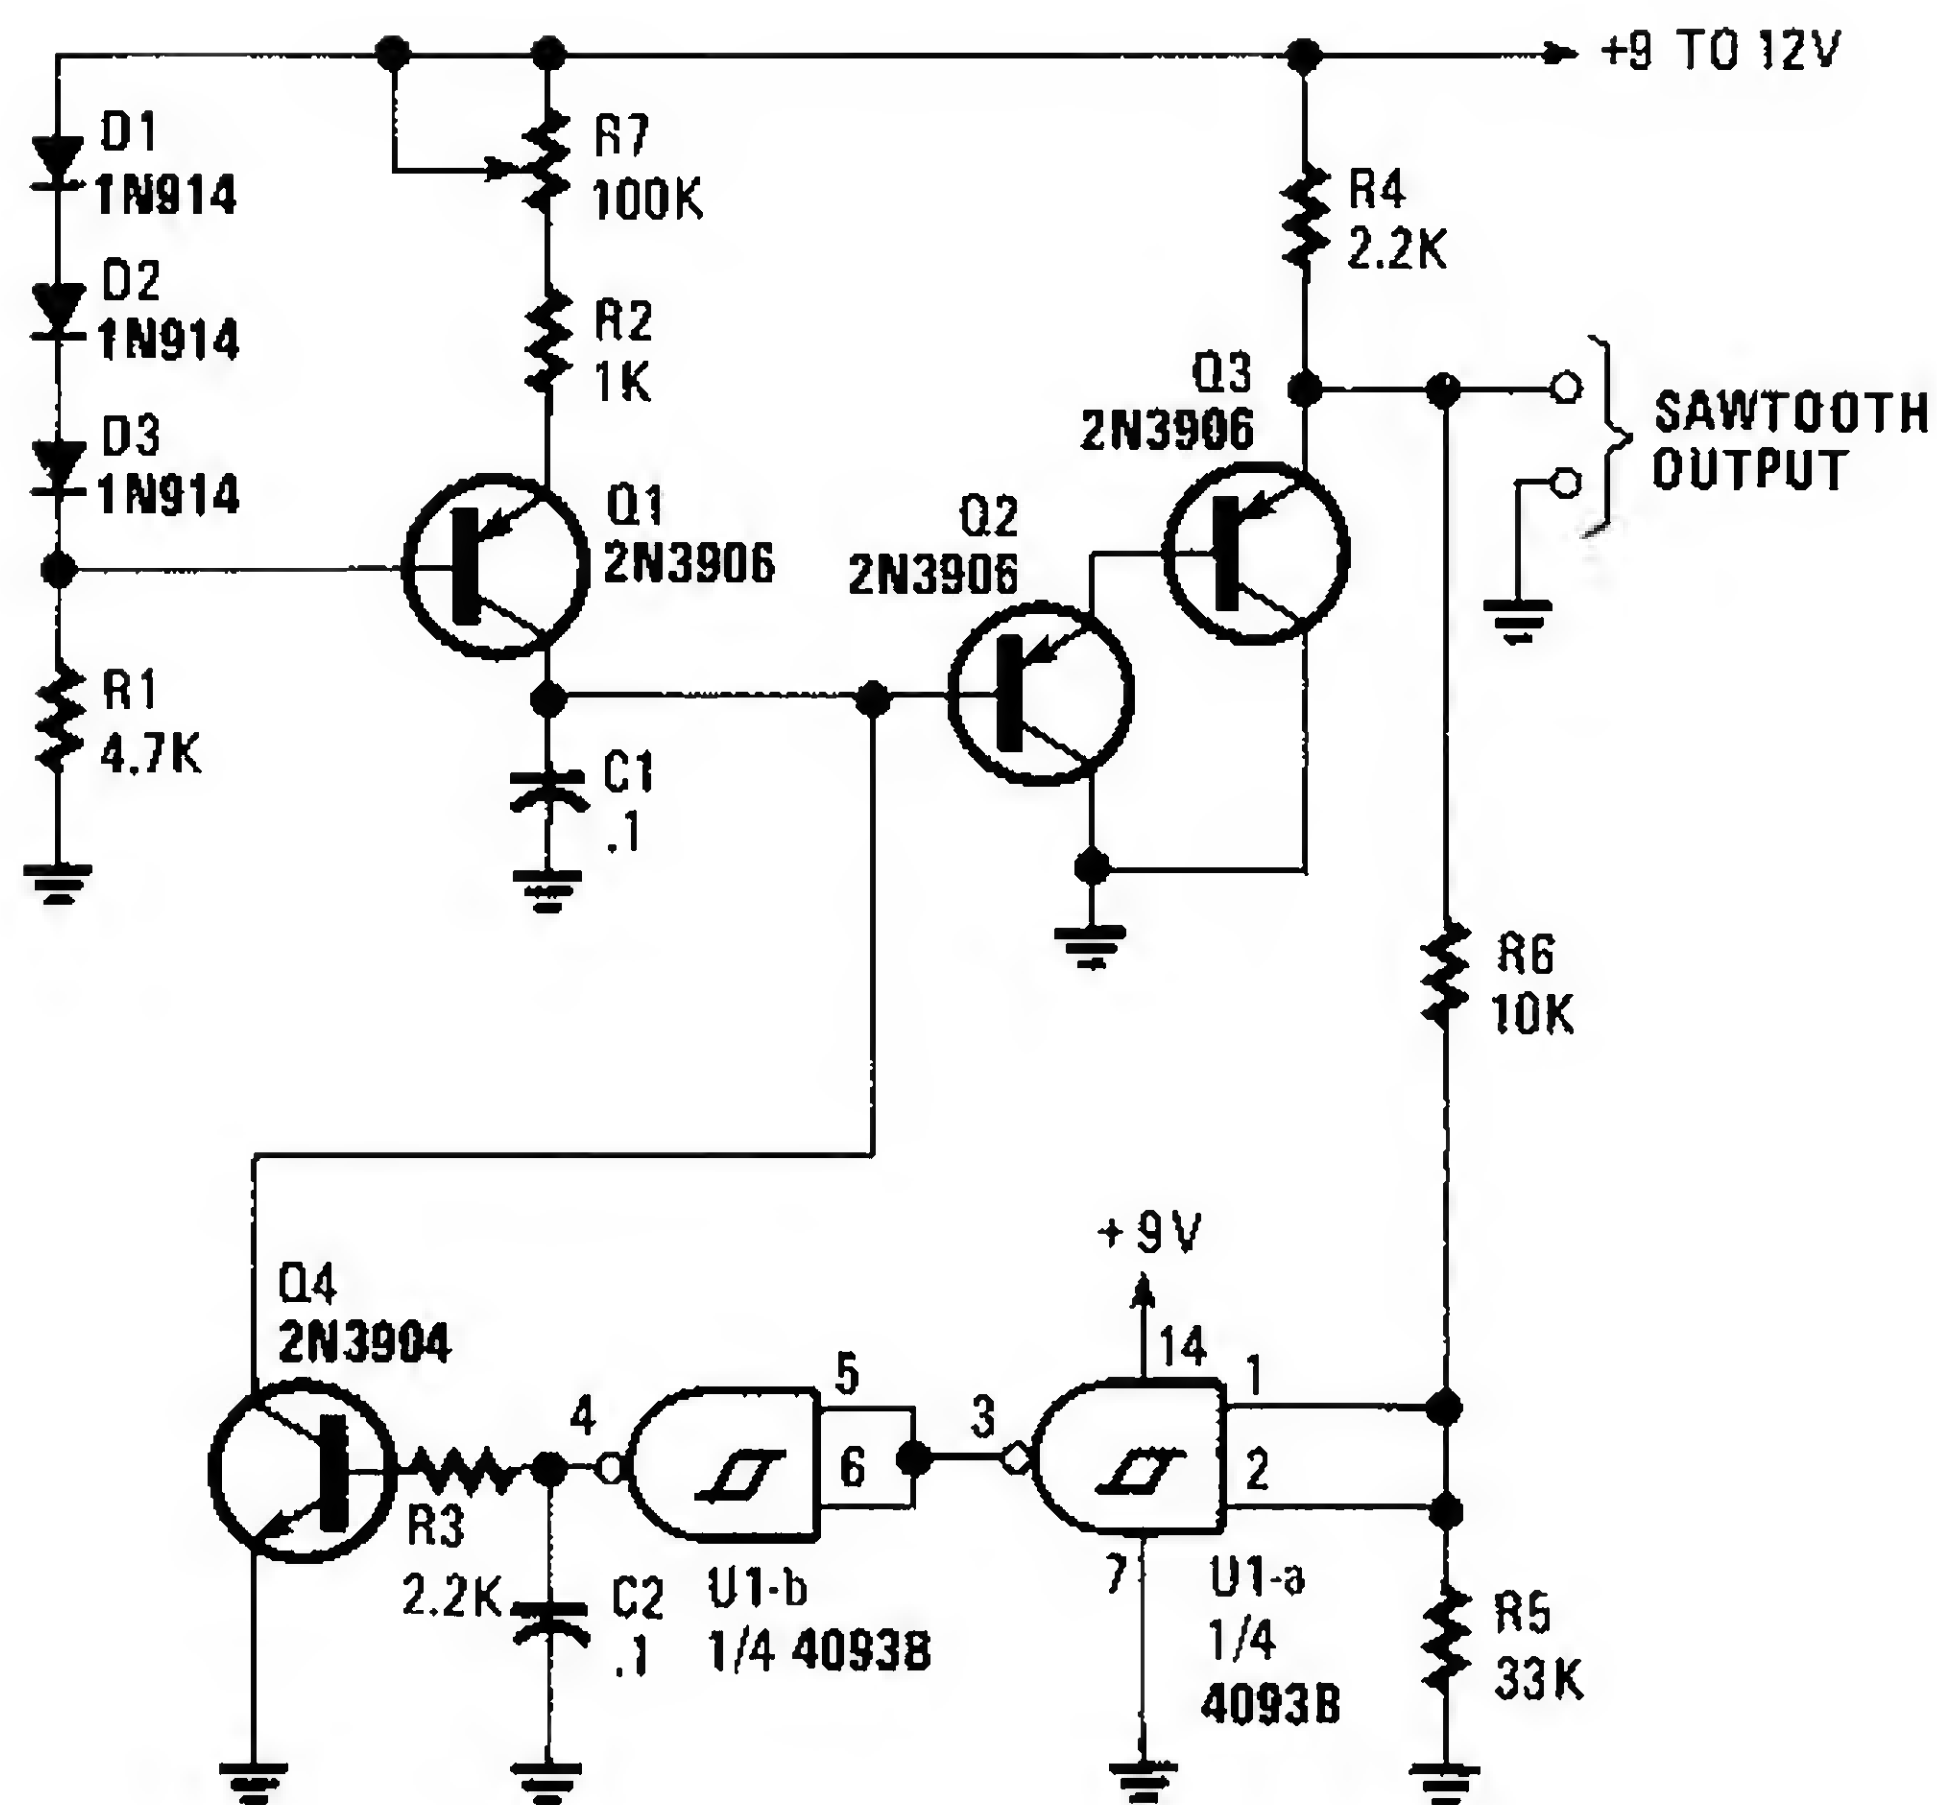 +9 TO 12V
D1
1N914
R7
100K
R4
2.2K
D2
1N914
R2
1K
Q3
2N3906
SAWTOOTH
OUTPUT
D3
1N914
Q1
2N3906
Q2
2N3906
R1
4.7K
C1
.1
R6
10K
+9V
Q4
2N3904
14
1
5
4
3
6
2
R3
2.2K
C2
.1
U1-b
1/4 4093B
7
U1-a
1/4
4093B
R5
33K